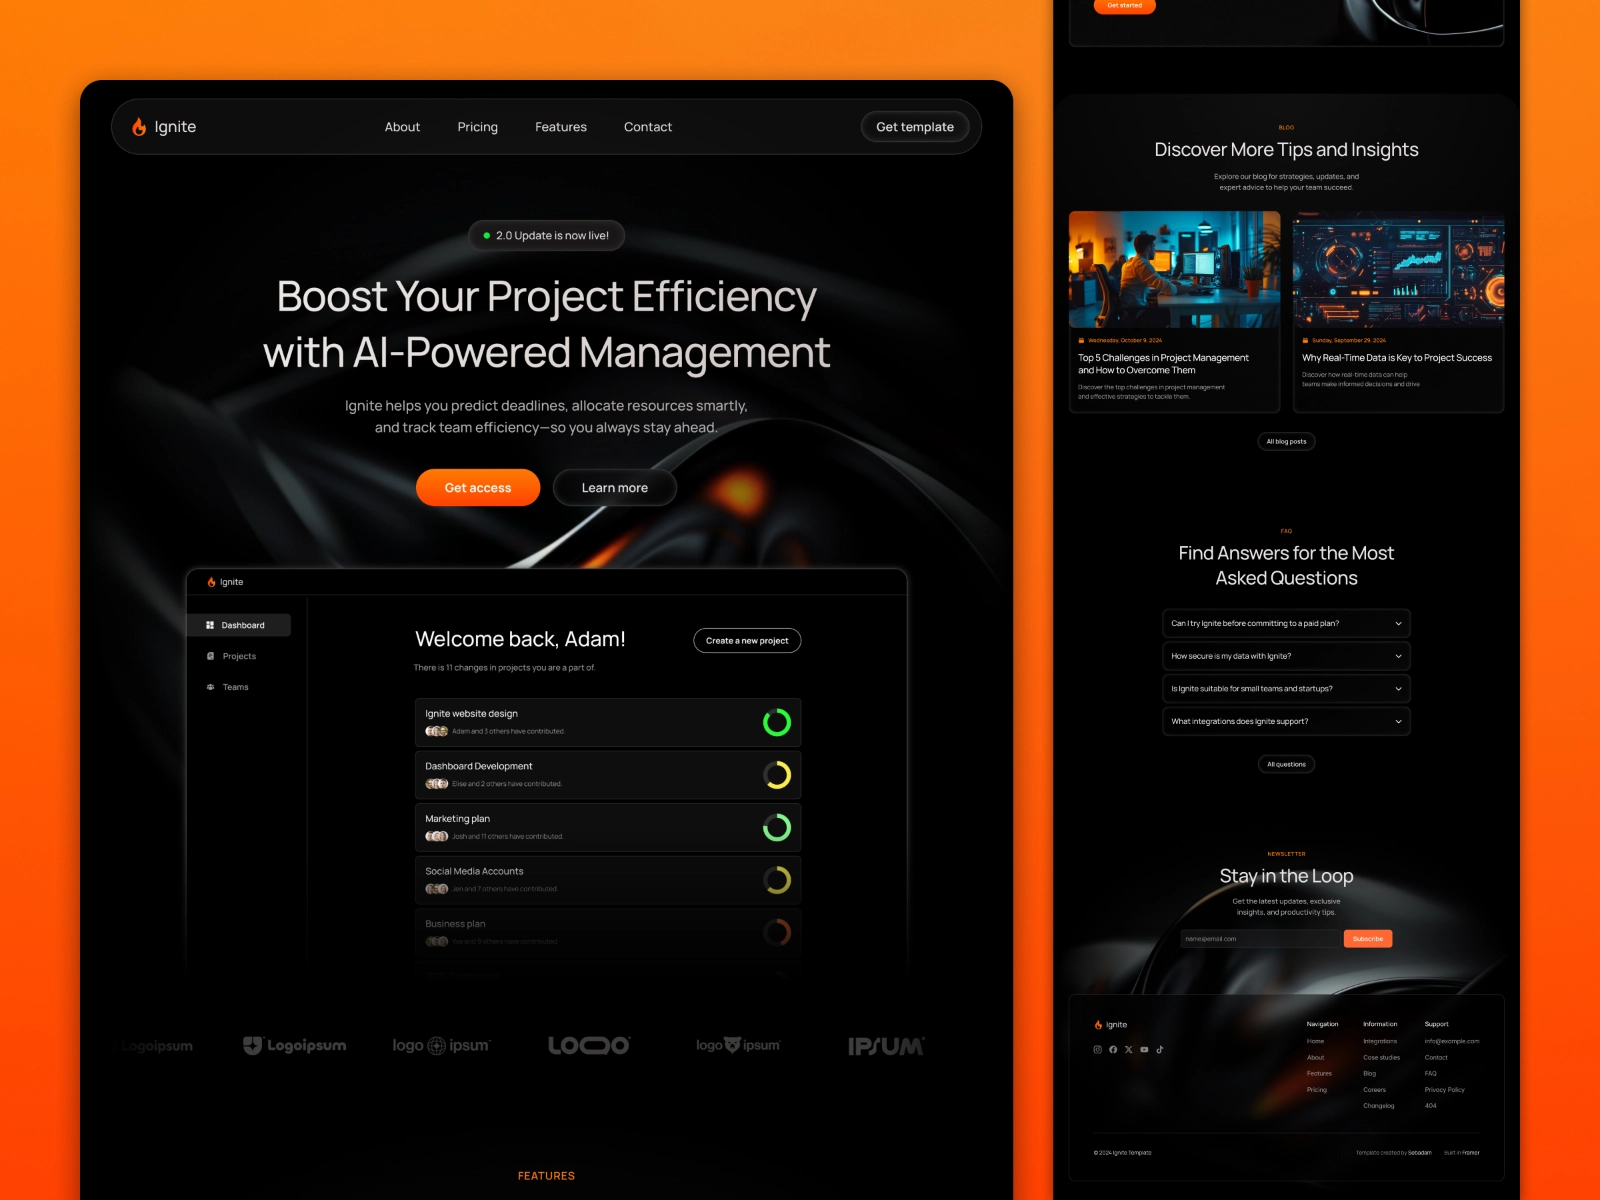 Ignite
About
Pricing
Features
Contact
Get template
2.0 Update is now live!
Boost Your Project Efficiency
with AI-Powered Management
Ignite helps you predict deadlines, allocate resources smartly,
and track team efficiency—so you always stay ahead.
Get access
Learn more
Ignite
Dashboard
Projects
Teams
Welcome back, Adam!
Create a new project
There is 11 changes in projects you are a part of.
Ignite website design
Adam and 3 others have contributed.
Dashboard Development
Elise and 2 others have contributed.
Marketing plan
Josh and 11 others have contributed.
Social Media Accounts
Jen and 7 others have contributed.
Business plan
and 9 others have contributed.
Logoipsum
Logoipsum
logo ipsum
LOGO
logo ipsum
IPSUM
FEATURES
Get started
BLOG
Discover More Tips and Insights
Explore our blog for strategies, updates, and
expert advice to help your team succeed.
Wednesday, October 9, 2024
Top 5 Challenges in Project Management
and How to Overcome Them
Discover the top challenges in project management
and effective strategies to tackle them.
Sunday, September 29, 2024
Why Real-Time Data is Key to Project Success
Discover how real-time data can help
teams make informed decisions and drive
All blog posts
FAQ
Find Answers for the Most
Asked Questions
Can I try Ignite before committing to a paid plan?
How secure is my data with Ignite?
Is Ignite suitable for small teams and startups?
What integrations does Ignite support?
All questions
NEWSLETTER
Stay in the Loop
Get the latest updates, exclusive
insights, and productivity tips.
name@email.com
Subscribe
Ignite
Navigation
Home
About
Features
Pricing
Information
Integrations
Case studies
Blog
Careers
Changelog
Support
info@example.com
Contact
FAQ
Privacy Policy
404
© 2024 Ignite Template
Template created by Sebadam
Built in Framer